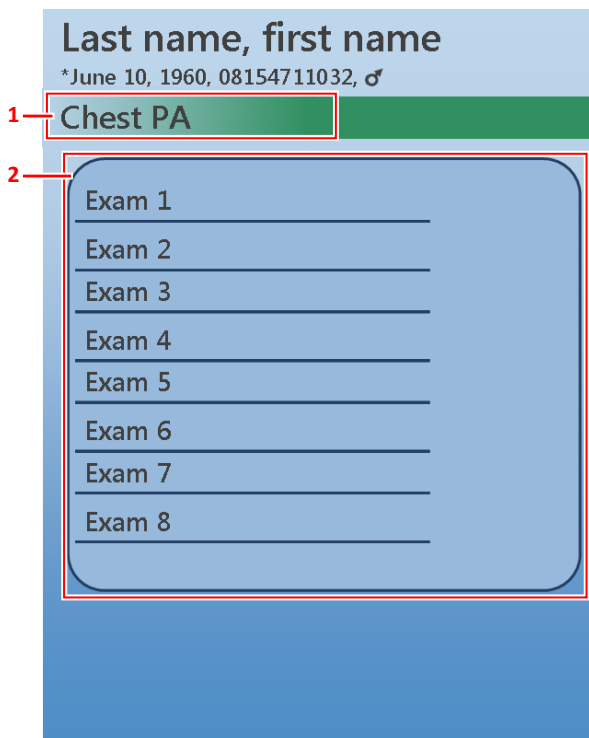 Last name, first name
*June 10, 1960, 08154711032, ♂
1
Chest PA
2
Exam 1
Exam 2
Exam 3
Exam 4
Exam 5
Exam 6
Exam 7
Exam 8